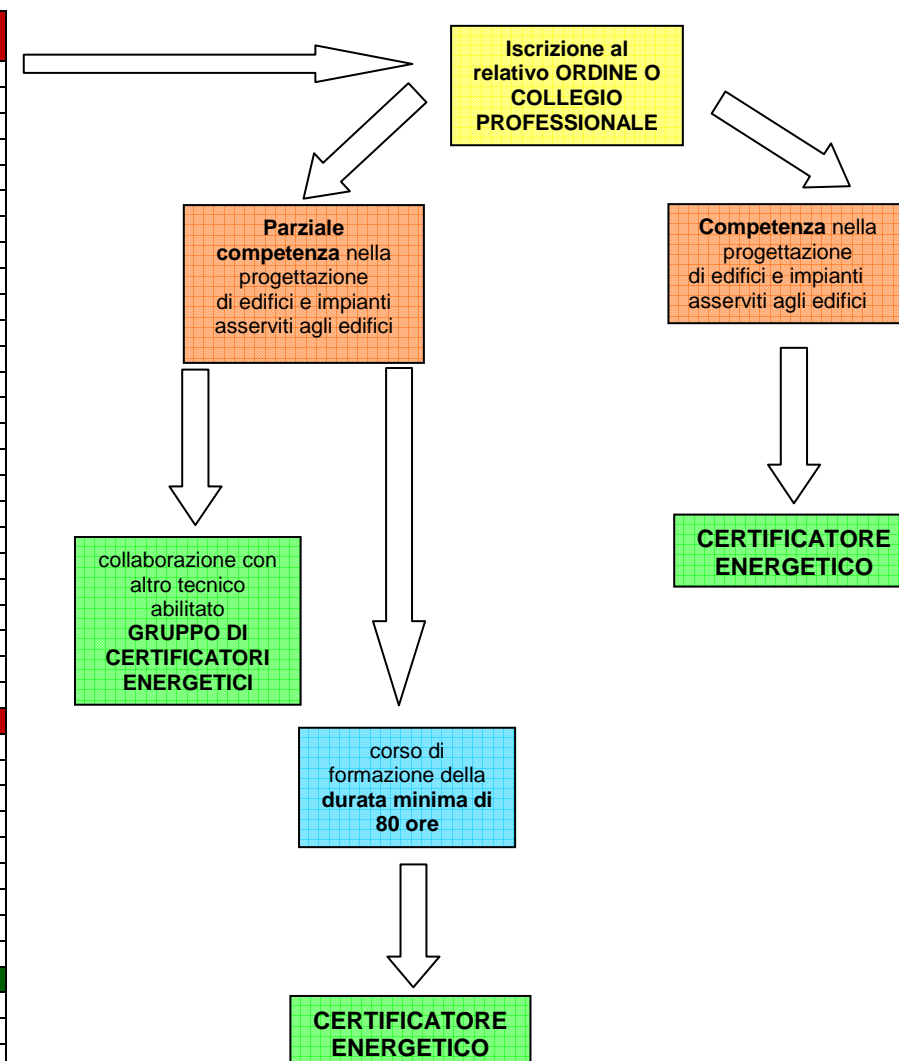 Iscrizione al
relativo ORDINE O
COLLEGIO
PROFESSIONALE
Parziale
competenza nella
progettazione
di edifici e impianti
asserviti agli edifici
Competenza nella
progettazione
di edifici e impianti
asserviti agli edifici
collaborazione con
altro tecnico
abilitato
GRUPPO DI
CERTIFICATORI
ENERGETICI
CERTIFICATORE
ENERGETICO
corso di
formazione della
durata minima di
80 ore
CERTIFICATORE
ENERGETICO